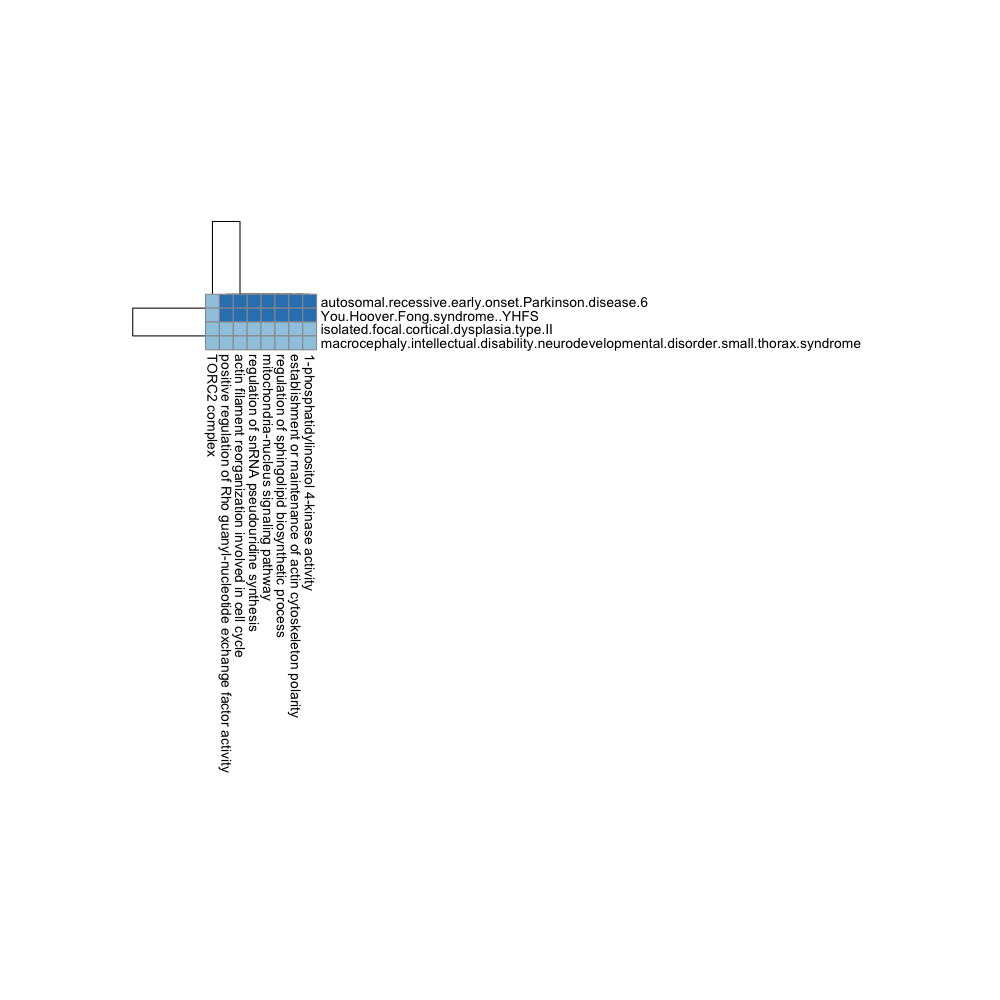 autosomal.recessive.early.onset.Parkinson.disease.6
You.Hoover.Fong.syndrome..YHFS
isolated.focal.cortical.dysplasia.type.II
macrocephaly.intellectual.disability.neurodevelopmental.disorder.small.thorax.syndrome
TORC2 complex
positive regulation of Rho guanyl-nucleotide exchange factor activity
actin filament reorganization involved in cell cycle
regulation of snRNA pseudouridine synthesis
mitochondria-nucleus signaling pathway
regulation of sphingolipid biosynthetic process
establishment or maintenance of actin cytoskeleton polarity
1-phosphatidylinositol 4-kinase activity